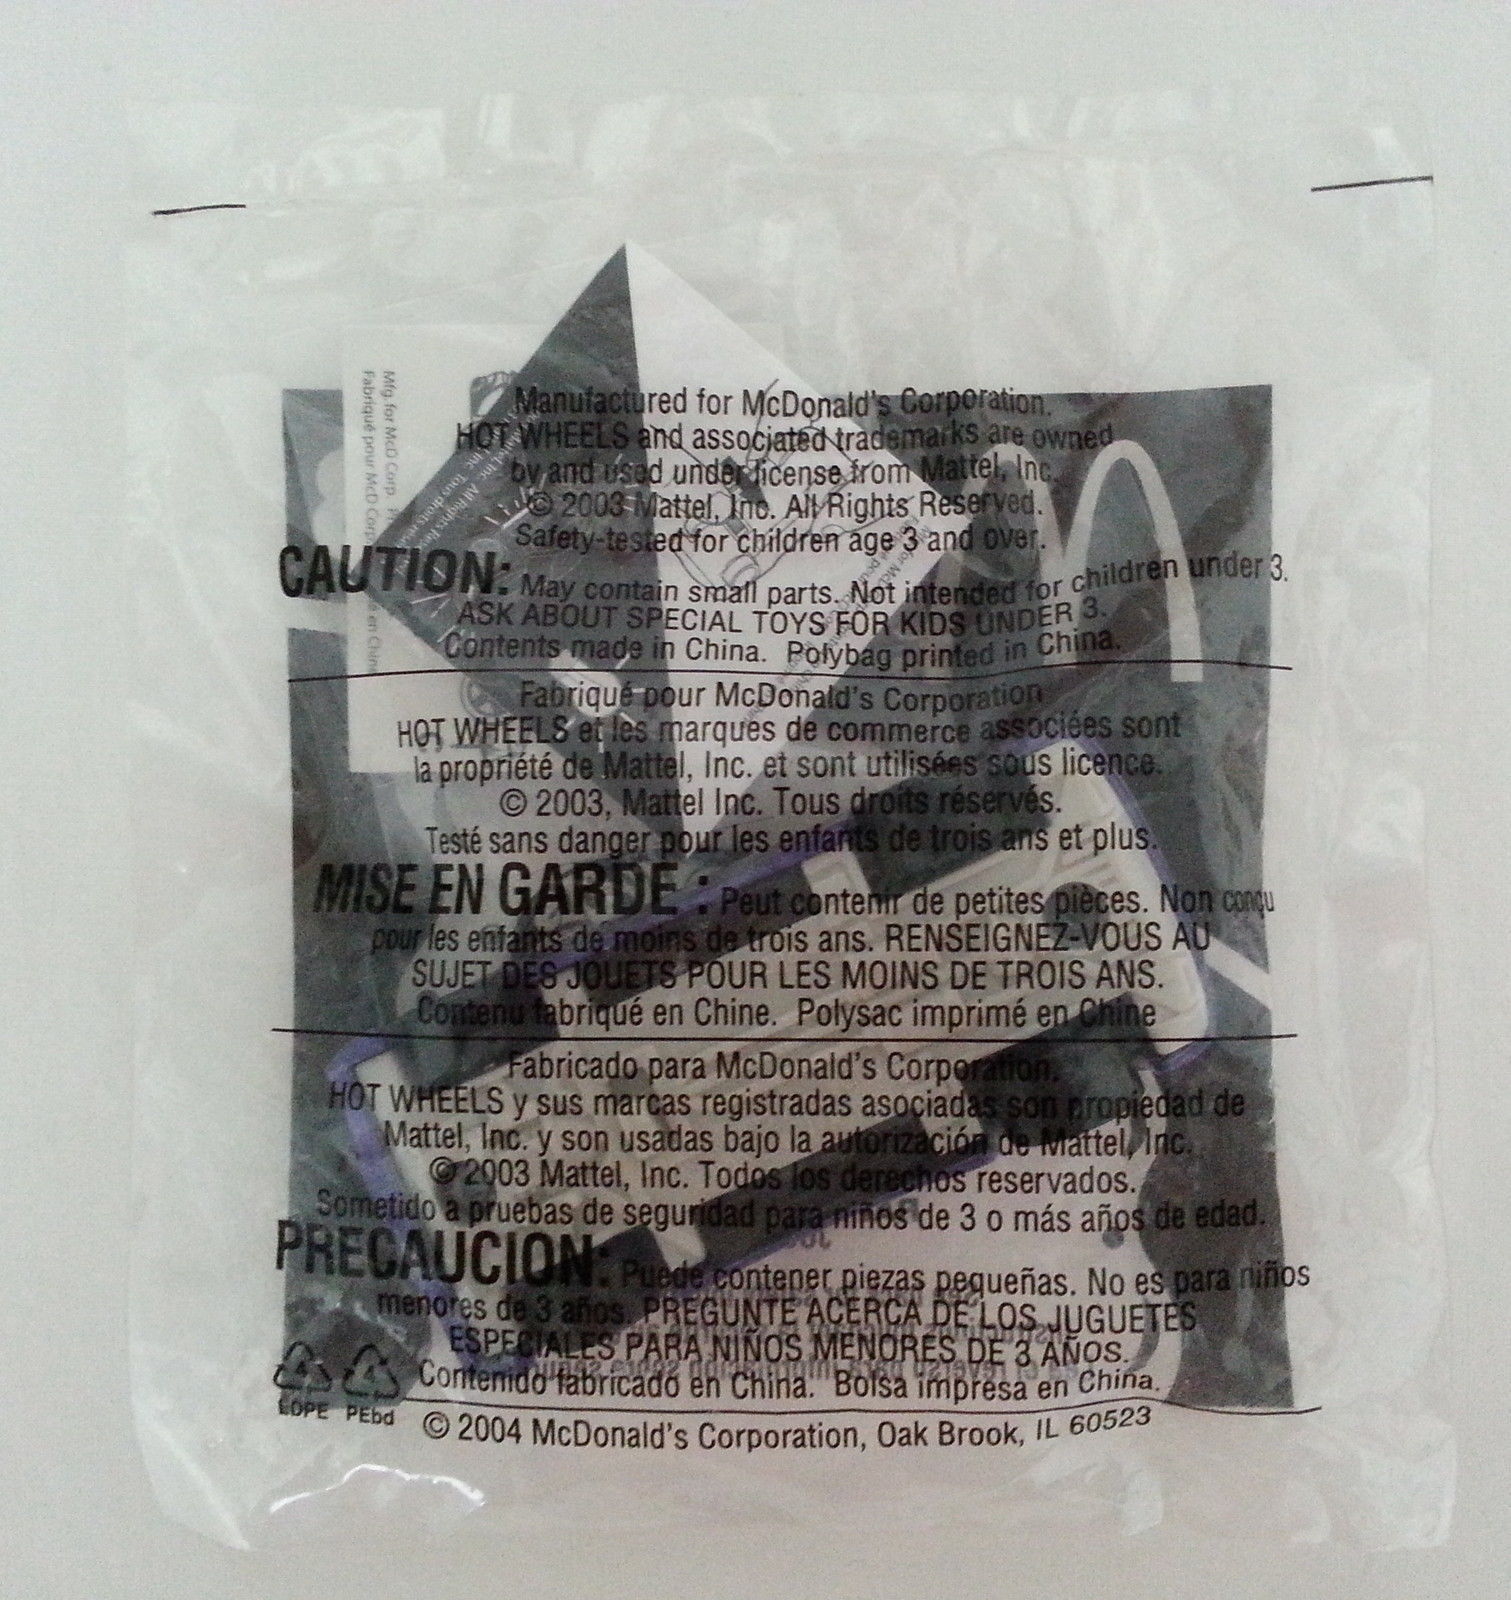 Manufactured for McDonald's Corporation.
HOT WHEELS and associated trademarks are owned
by and used under license from Mattel, Inc.
© 2003 Mattel, Inc. All Rights Reserved.
Safety-tested for children age 3 and over.
CAUTION: May contain small parts. Not intended for children under 3.
ASK ABOUT SPECIAL TOYS FOR KIDS UNDER 3.
Contents made in China. Polybag printed in China.
Fabriqué pour McDonald's Corporation
HOT WHEELS et les marques de commerce associées sont
la propriété de Mattel, Inc. et sont utilisées sous licence.
© 2003, Mattel Inc. Tous droits réservés.
Testé sans danger pour les enfants de trois ans et plus.
MISE EN GARDE : Peut contenir de petites pièces. Non conçu
pour les enfants de moins de trois ans. RENSEIGNEZ-VOUS AU
SUJET DES JOUETS POUR LES MOINS DE TROIS ANS.
Contenu fabriqué en Chine. Polysac imprimé en Chine
Fabricado para McDonald's Corporation.
HOT WHEELS y sus marcas registradas asociadas son propiedad de
Mattel, Inc. y son usadas bajo la autorización de Mattel, Inc.
© 2003 Mattel, Inc. Todos los derechos reservados.
Sometido a pruebas de seguridad para niños de 3 o más años de edad.
PRECAUCION: Puede contener piezas pequeñas. No es para niños
menores de 3 años. PREGUNTE ACERCA DE LOS JUGUETES
ESPECIALES PARA NIÑOS MENORES DE 3 AÑOS.
Contenido fabricado en China. Bolsa impresa en China.
4 4
LDPE PEbd
© 2004 McDonald's Corporation, Oak Brook, IL 60523
Mfg. for McD Corp.
Fabriqué pour McD Corp.